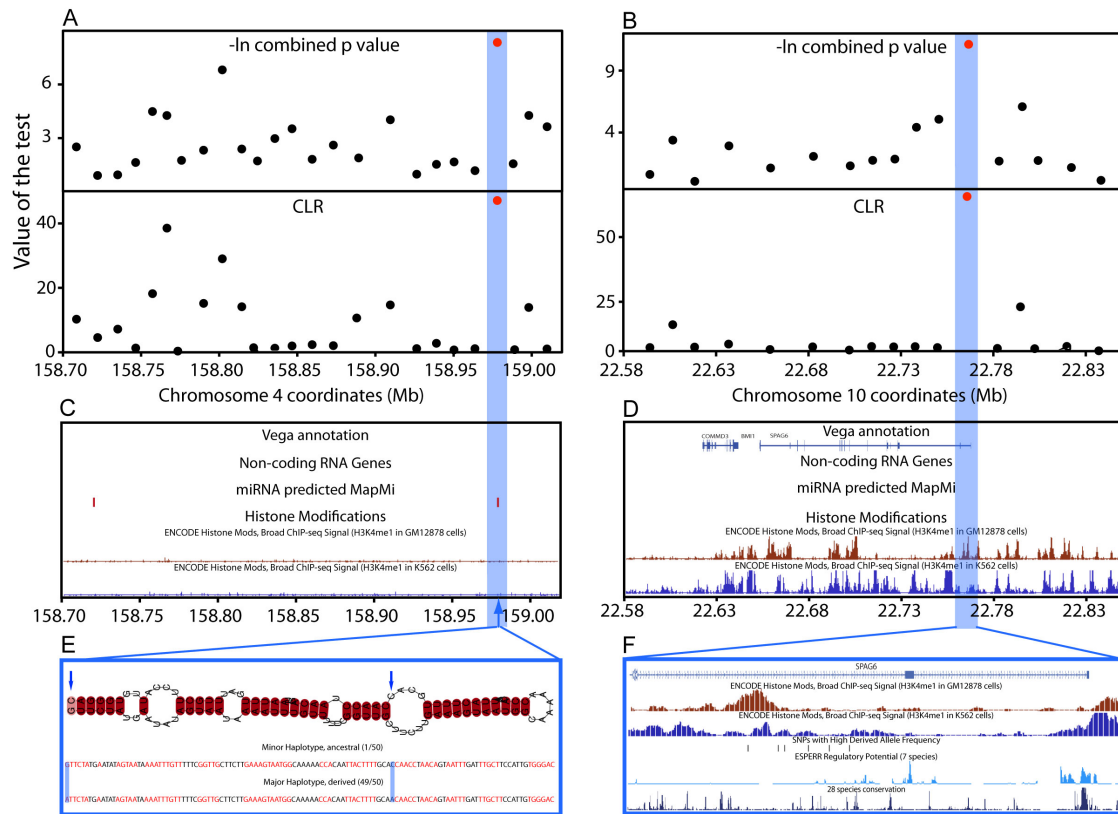 A
-ln combined p value
6
3
Value of the test
CLR
40
20
0
158.70 158.75 158.80 158.85 158.90 158.95 159.00
Chromosome 4 coordinates (Mb)
B
-ln combined p value
9
4
CLR
50
25
0
22.58 22.63 22.68 22.73 22.78 22.83
Chromosome 10 coordinates (Mb)
C
Vega annotation
Non-coding RNA Genes
miRNA predicted MapMi
Histone Modifications
ENCODE Histone Mods, Broad ChIP-seq Signal (H3K4me1 in GM12878 cells)
ENCODE Histone Mods, Broad ChIP-seq Signal (H3K4me1 in K562 cells)
158.70 158.75 158.80 158.85 158.90 158.95 159.00
D
Vega annotation
COMMD3 BMI1 SPAG6
Non-coding RNA Genes
miRNA predicted MapMi
Histone Modifications
ENCODE Histone Mods, Broad ChIP-seq Signal (H3K4me1 in GM12878 cells)
ENCODE Histone Mods, Broad ChIP-seq Signal (H3K4me1 in K562 cells)
22.58 22.63 22.68 22.73 22.78 22.83
E
Minor Haplotype, ancestral (1/50)
GTTCTATGAATATAGTAATAAAATTTGTTTTTCGGTTGCTTCTTGAAAGTAATGGCAAAAACCACAATTACTTTTGCACCAACCTAACAGTAATTTGATTTGCTTCCATTGTGGGAC
Major Haplotype, derived (49/50)
ATTCTATGAATATAGTAATAAAATTTGTTTTTCGGTTGCTTCTTGAAAGTAATGGCAAAAACCACAATTACTTTTGCAACAACCTAACAGTAATTTGATTTGCTTCCATTGTGGGAC
F
SPAG6
ENCODE Histone Mods, Broad ChIP-seq Signal (H3K4me1 in GM12878 cells)
ENCODE Histone Mods, Broad ChIP-seq Signal (H3K4me1 in K562 cells)
SNPs with High Derived Allele Frequency
ESPERR Regulatory Potential (7 species)
28 species conservation